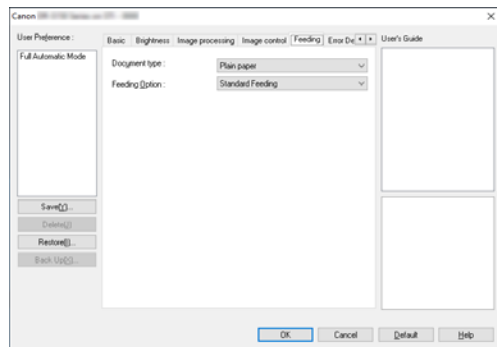 Canon
User Preference :
Full Automatic Mode
Save(Y)...
Delete(J)
Restore(I)...
Back Up(K)...
Basic Brightness Image processing Image control Feeding Error De
Document type : Plain paper
Feeding Option : Standard Feeding
User's Guide
OK Cancel Default Help